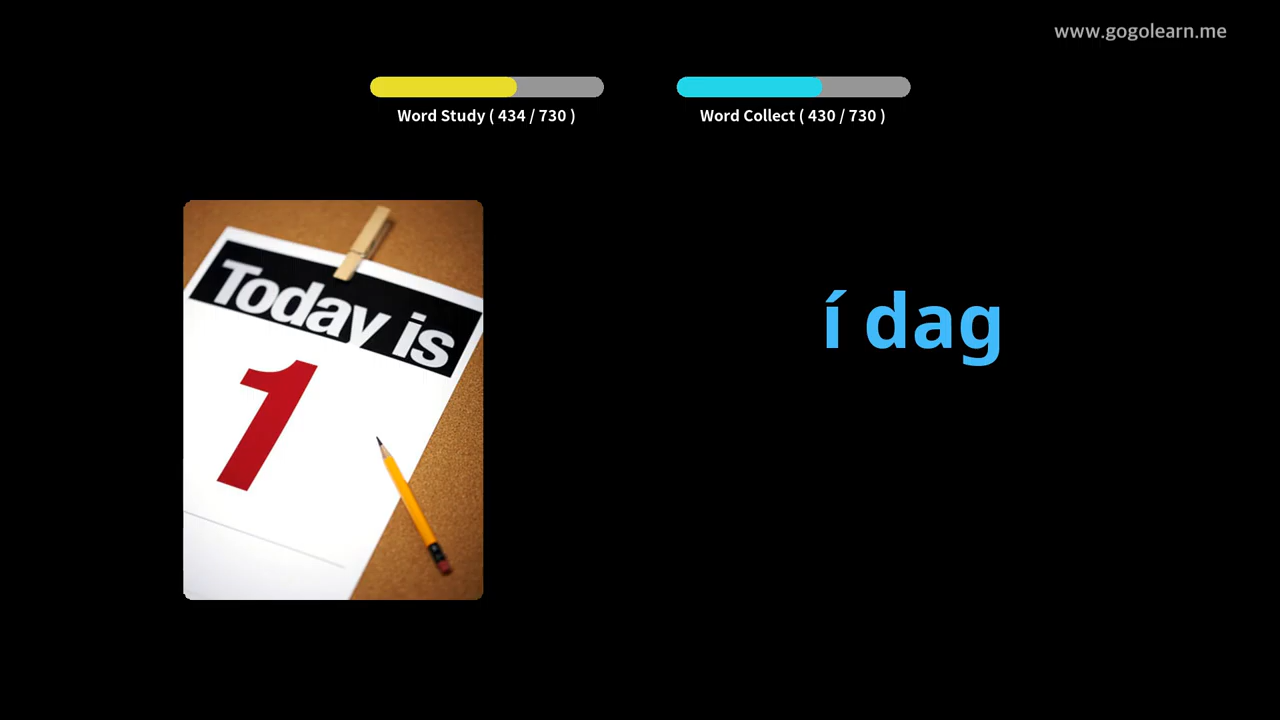 www.gogolearn.me
Word Study ( 434 / 730 )
Word Collect ( 430 / 730 )
Today is
1
í dag